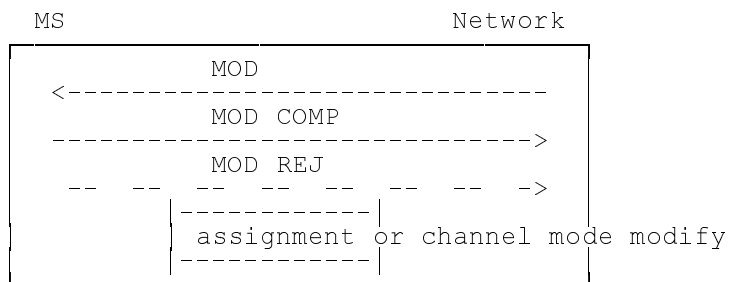 MS Network
MOD
MOD COMP
MOD REJ
assignment or channel mode modify